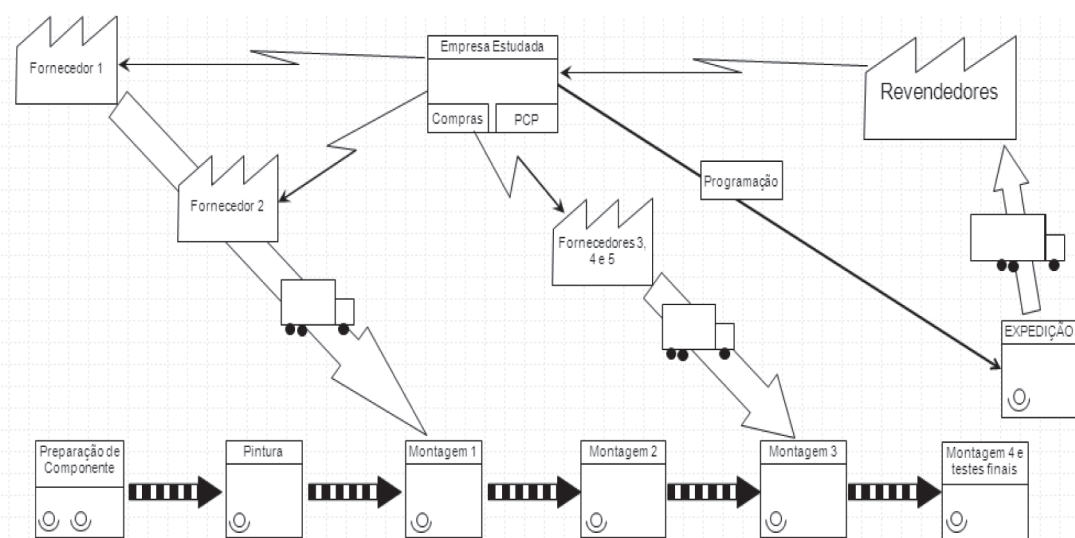 Fornecedor 1
Empresa Estudada
Compras
PCP
Revendedores
Fornecedor 2
Programação
Fornecedores 3,
4 e 5
EXPEDIÇÃO
Preparação de
Componente
Pintura
Montagem 1
Montagem 2
Montagem 3
Montagem 4 e
testes finais